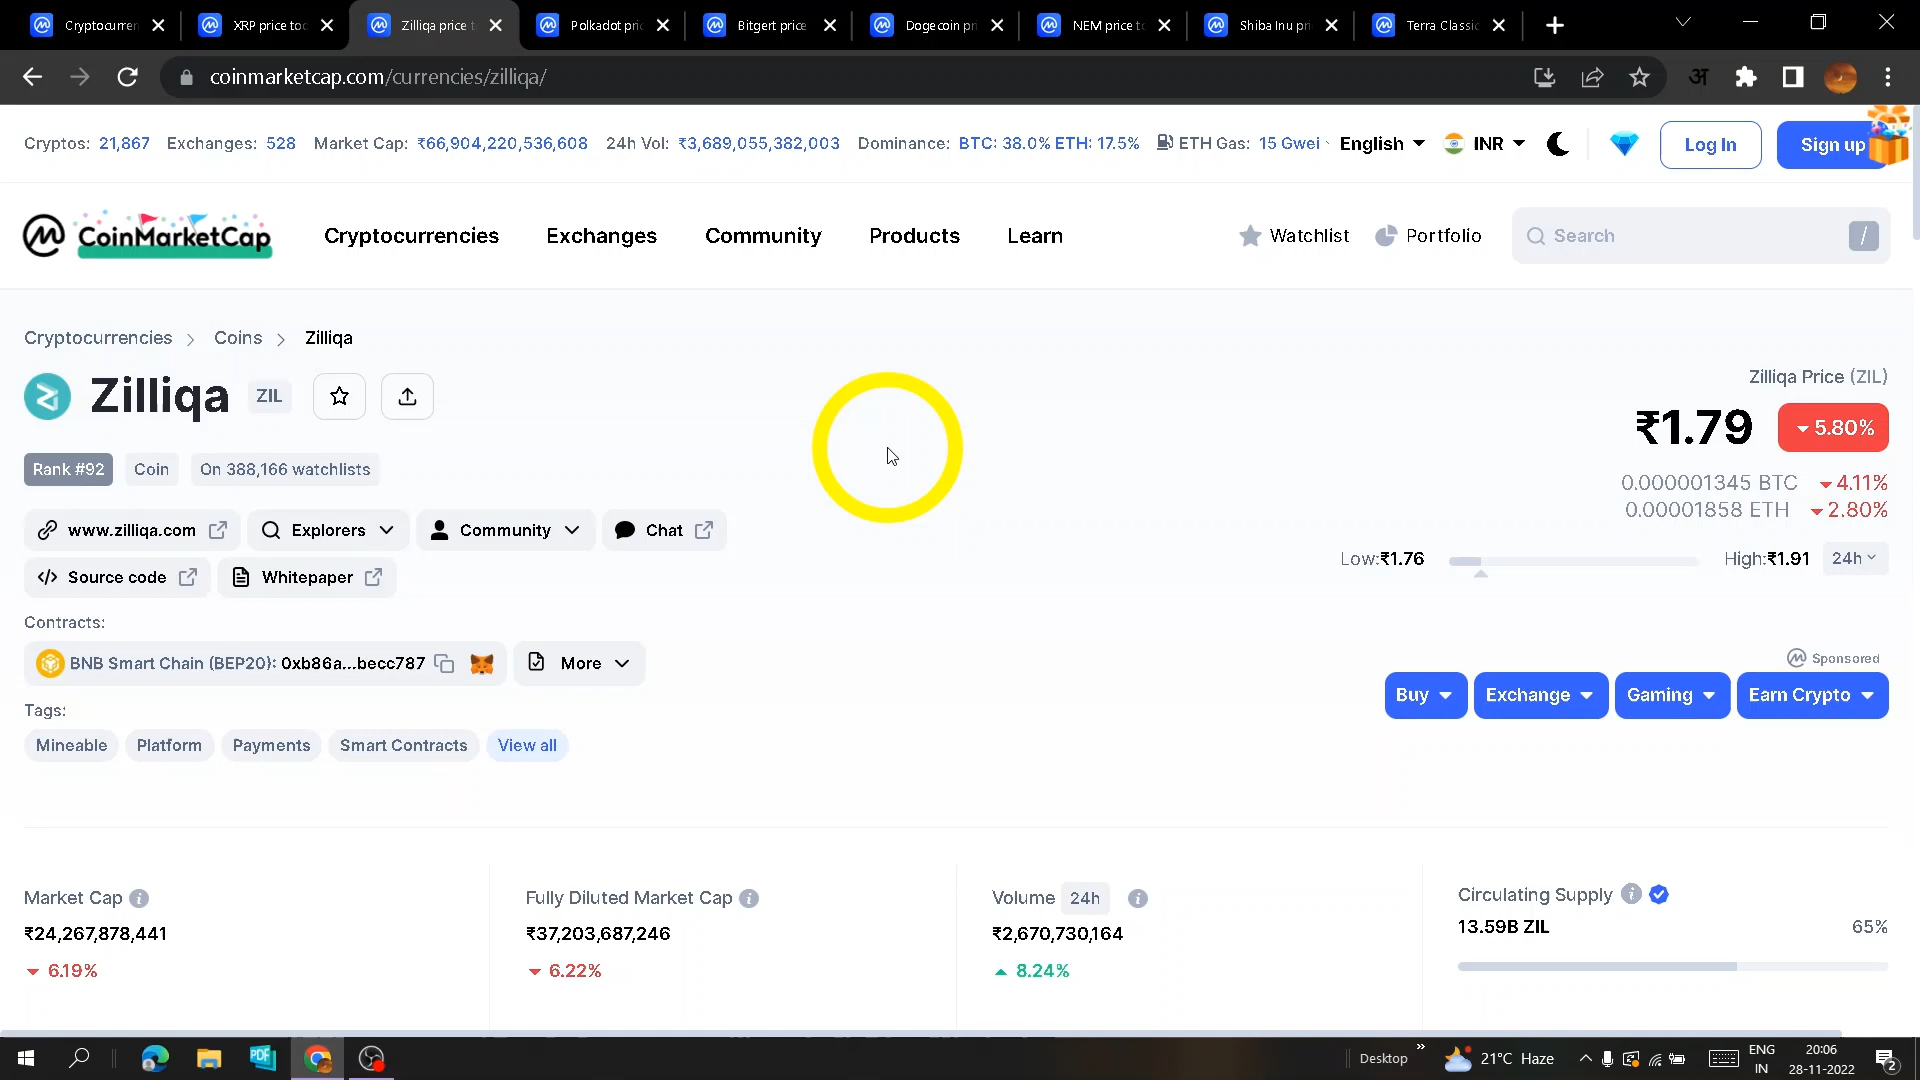 Cryptocurren
XRP price too
Zilliqa price t
Polkadot pric
Bitgert price
Dogecoin pr
NEM price to
Shiba Inu pri
Terra Classic
coinmarketcap.com/currencies/zilliqa/
अ
Cryptos: 21,867 Exchanges: 528 Market Cap: ₹66,904,220,536,608 24h Vol: ₹3,689,055,382,003 Dominance: BTC: 38.0% ETH: 17.5% ETH Gas: 15 Gwei English INR Log In Sign up
CoinMarketCap Cryptocurrencies Exchanges Community Products Learn Watchlist Portfolio Search /
Cryptocurrencies Coins Zilliqa
Zilliqa ZIL
Rank #92 Coin On 388,166 watchlists
www.zilliqa.com Explorers Community Chat
Source code Whitepaper
Contracts:
BNB Smart Chain (BEP20): 0xb86a...becc787 More
Tags:
Mineable Platform Payments Smart Contracts View all
Zilliqa Price (ZIL)
₹1.79 5.80%
0.000001345 BTC 4.11%
0.00001858 ETH 2.80%
Low:₹1.76 High:₹1.91 24h
Sponsored
Buy Exchange Gaming Earn Crypto
Market Cap
₹24,267,878,441
6.19%
Fully Diluted Market Cap
₹37,203,687,246
6.22%
Volume 24h
₹2,670,730,164
8.24%
Circulating Supply
13.59B ZIL 65%
PDF
Desktop
21°C Haze
ENG
IN
20:06
28-11-2022
2